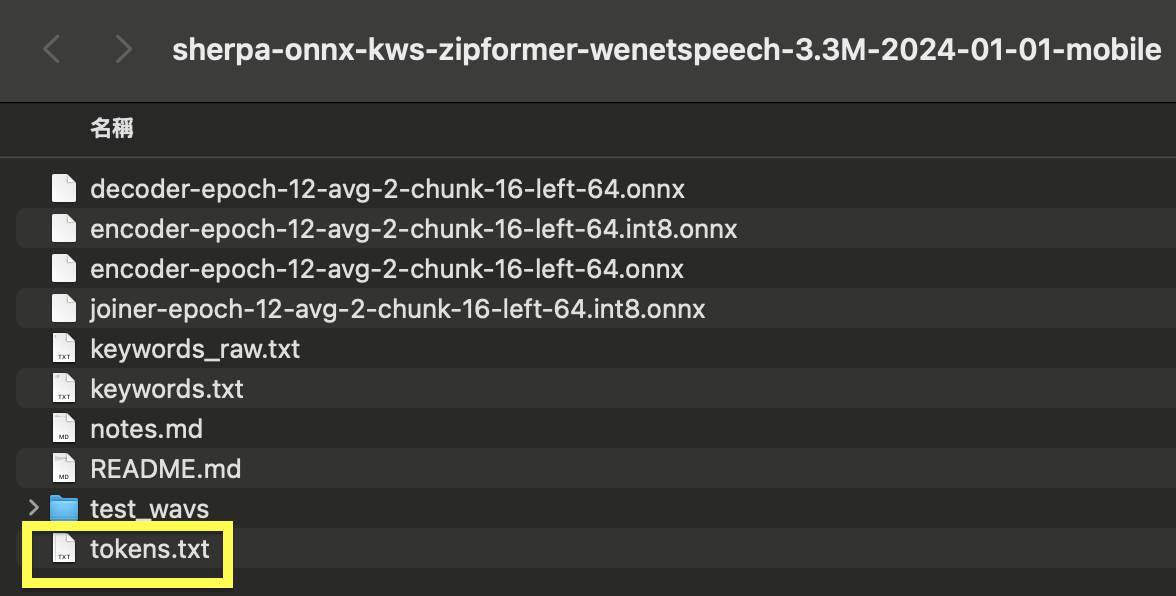 sherpa-onnx-kws-zipformer-wenetspeech-3.3M-2024-01-01-mobile
名稱
decoder-epoch-12-avg-2-chunk-16-left-64.onnx
encoder-epoch-12-avg-2-chunk-16-left-64.int8.onnx
encoder-epoch-12-avg-2-chunk-16-left-64.onnx
joiner-epoch-12-avg-2-chunk-16-left-64.int8.onnx
TXT keywords_raw.txt
TXT keywords.txt
MD notes.md
MD README.md
test_wavs
TXT tokens.txt